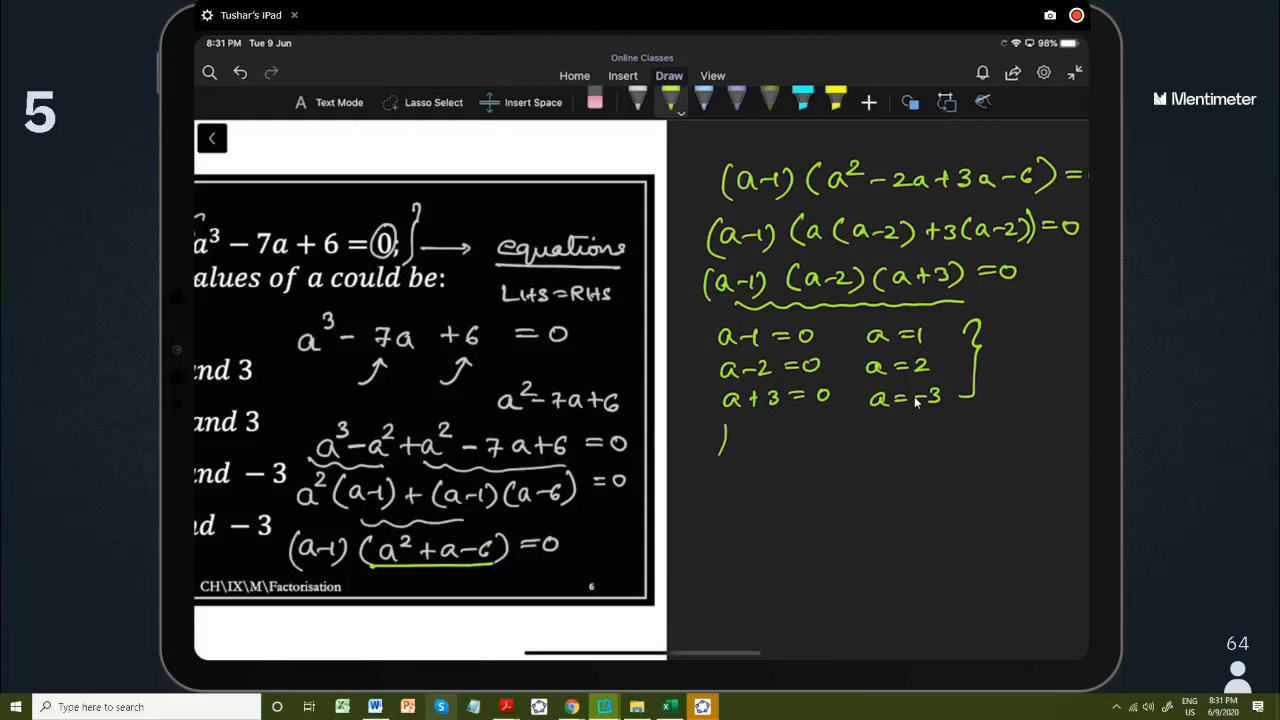 Tushar's iPad
8:31 PM Tue 9 Jun
98%
Online Classes
Home Insert Draw View
Text Mode Lasso Select Insert Space
5
Mentimeter
a³ − 7a + 6 = 0;
equations
alues of a could be:
LHS = RHS
a³ − 7a + 6 = 0
nd 3
a² − 7a + 6
nd 3
a³ − a² + a² − 7a + 6 = 0
nd − 3
a² (a−1) + (a−1) (a−6) = 0
nd − 3
(a−1) (a² + a − 6) = 0
CH\IX\M\Factorisation 6
(a−1) (a² − 2a + 3a − 6) =
(a−1) (a (a−2) + 3 (a−2)) = 0
(a−1) (a−2) (a+3) = 0
a−1 = 0 a = 1
a−2 = 0 a = 2
a+3 = 0 a = −3
64
Type here to search
ENG
US
8:31 PM
6/9/2020